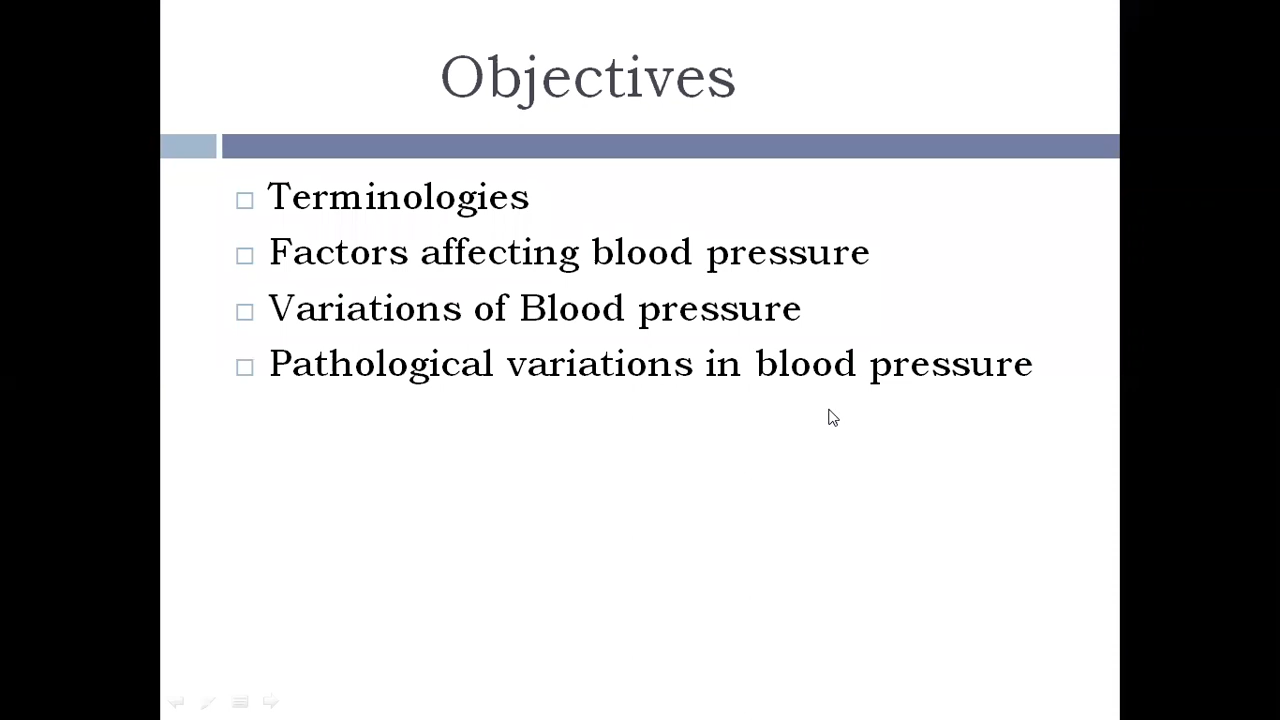 Objectives
Terminologies
Factors affecting blood pressure
Variations of Blood pressure
Pathological variations in blood pressure